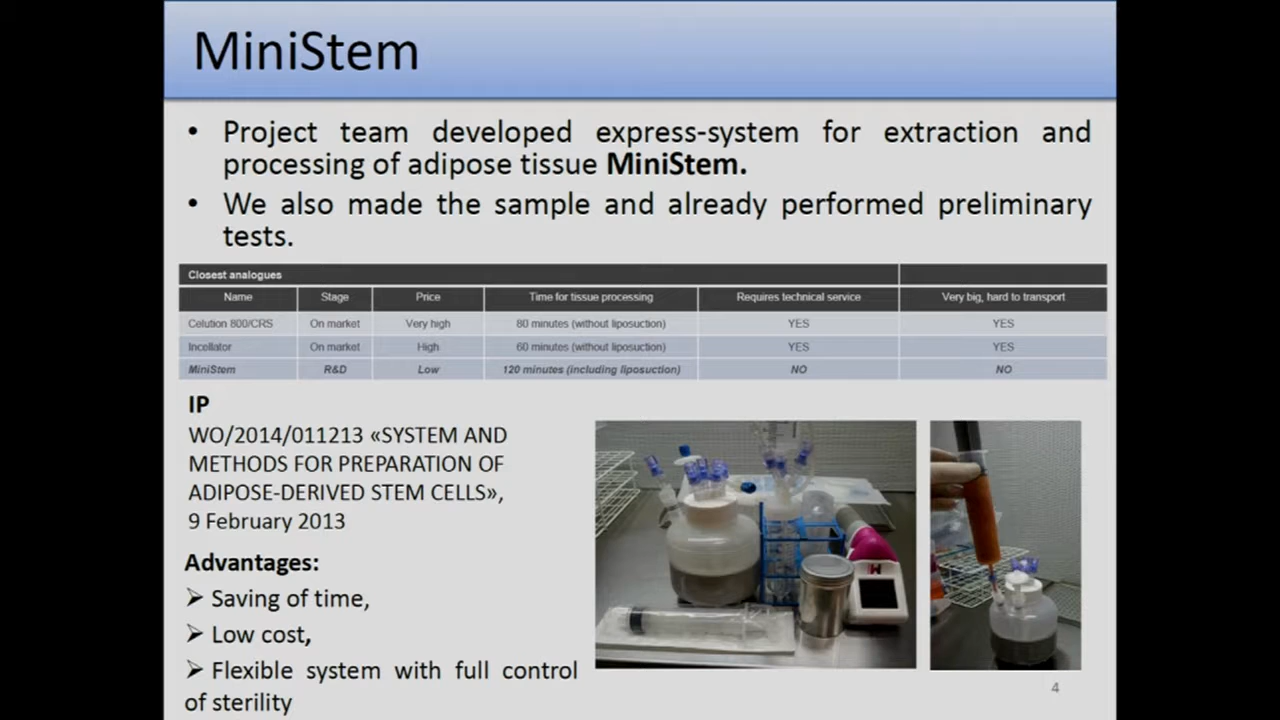 MiniStem
• Project team developed express-system for extraction and
processing of adipose tissue MiniStem.
• We also made the sample and already performed preliminary
tests.
Closest analogues
Name Stage Price Time for tissue processing Requires technical service Very big, hard to transport
Celution 800/CRS On market Very high 80 minutes (without liposuction) YES YES
Incellator On market High 60 minutes (without liposuction) YES YES
MiniStem R&D Low 120 minutes (including liposuction) NO NO
IP
WO/2014/011213 «SYSTEM AND
METHODS FOR PREPARATION OF
ADIPOSE-DERIVED STEM CELLS»,
9 February 2013
Advantages:
➢ Saving of time,
➢ Low cost,
➢ Flexible system with full control
of sterility
4